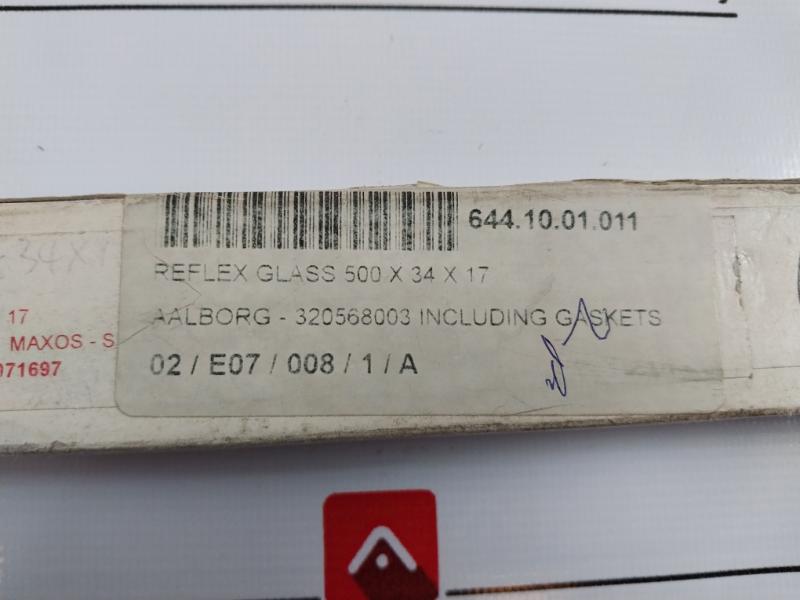 644.10.01.011
REFLEX GLASS 500 X 34 X 17
AALBORG - 320568003 INCLUDING GASKETS
02 / E07 / 008 / 1 / A
34X1
17
MAXOS - S
071697